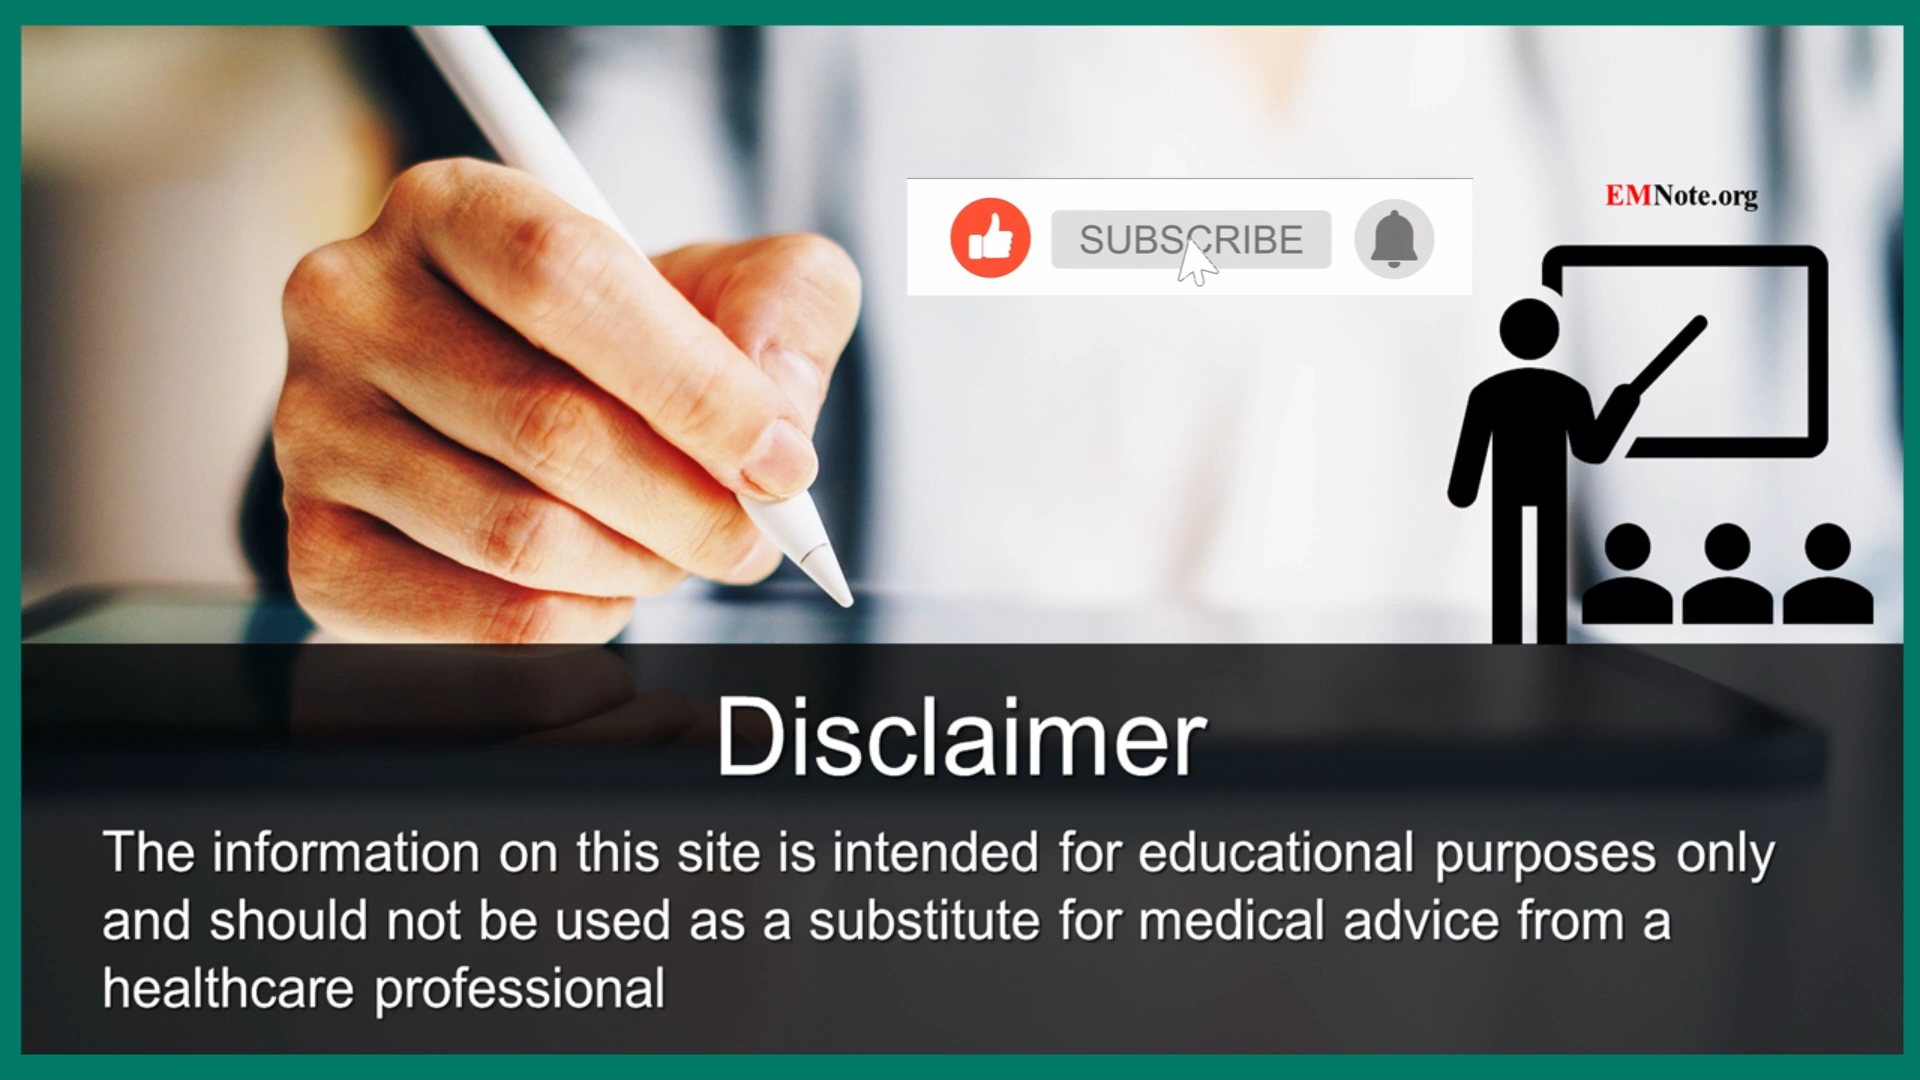 SUBSCRIBE
EMNote.org
Disclaimer
The information on this site is intended for educational purposes only
and should not be used as a substitute for medical advice from a
healthcare professional